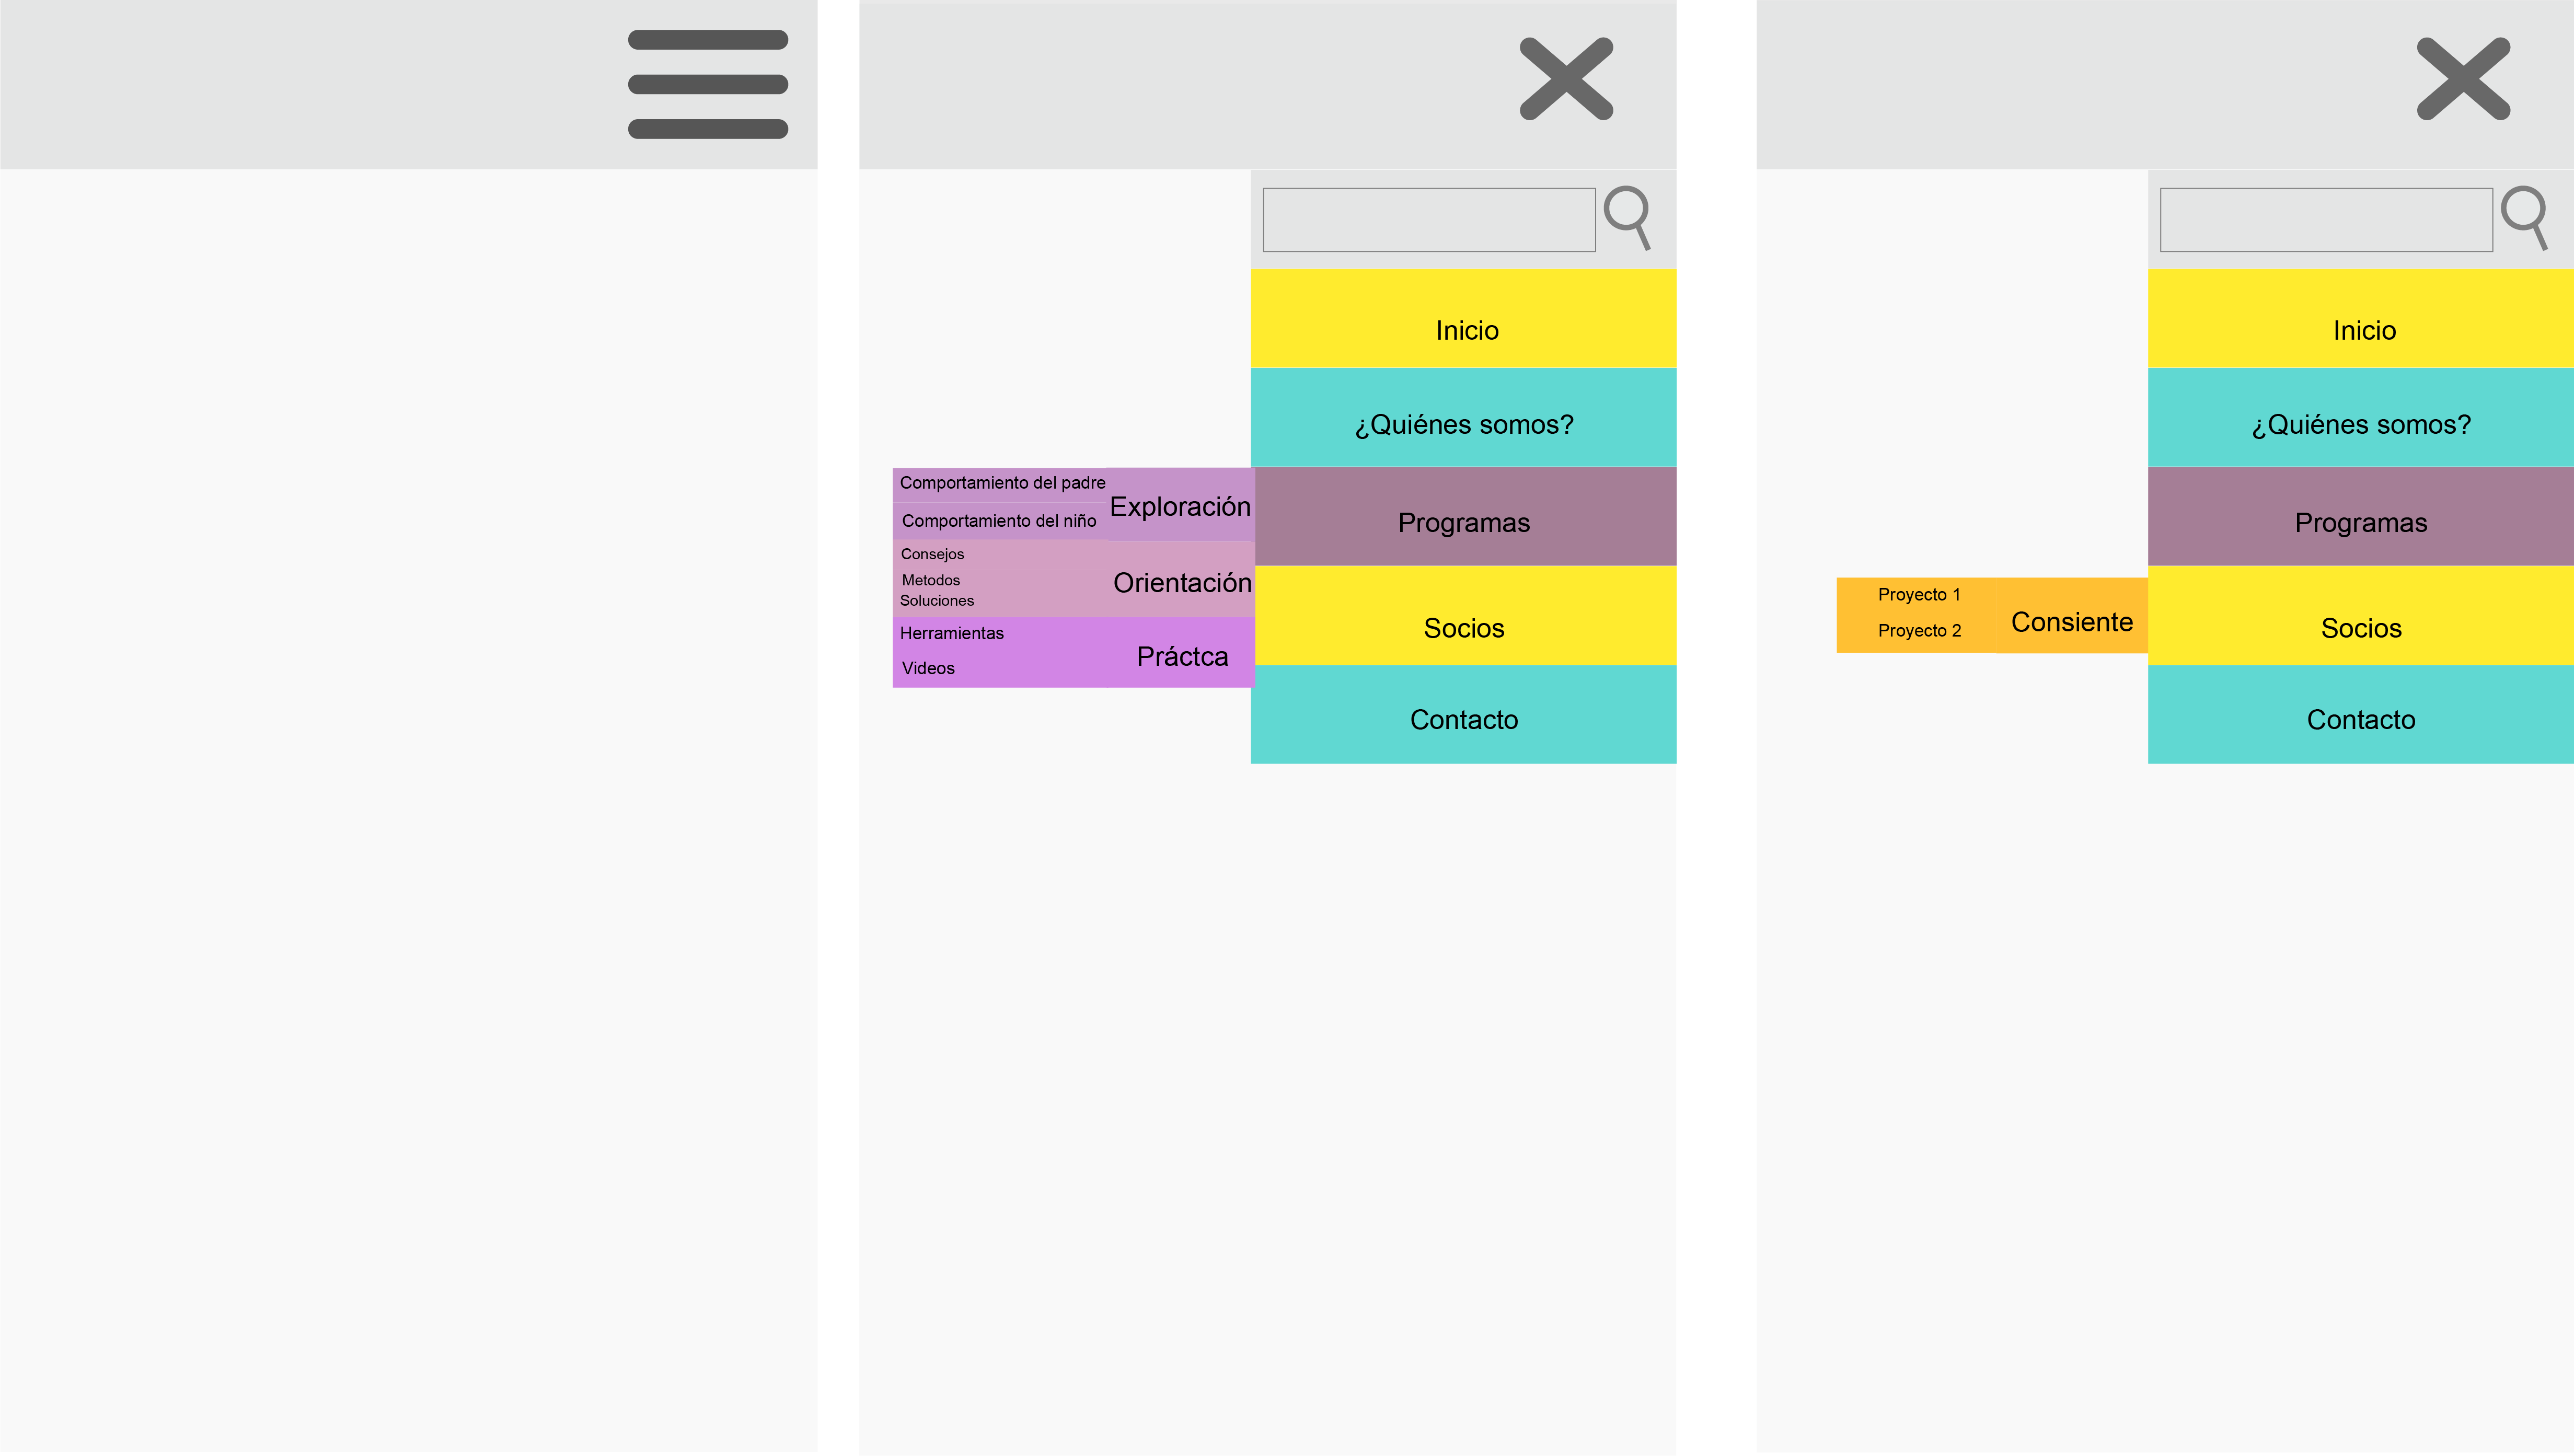 Inicio
¿Quiénes somos?
Programas
Socios
Contacto
Exploración
Comportamiento del padre
Comportamiento del niño
Orientación
Consejos
Metodos
Soluciones
Práctca
Herramientas
Videos
Inicio
¿Quiénes somos?
Programas
Socios
Contacto
Consiente
Proyecto 1
Proyecto 2